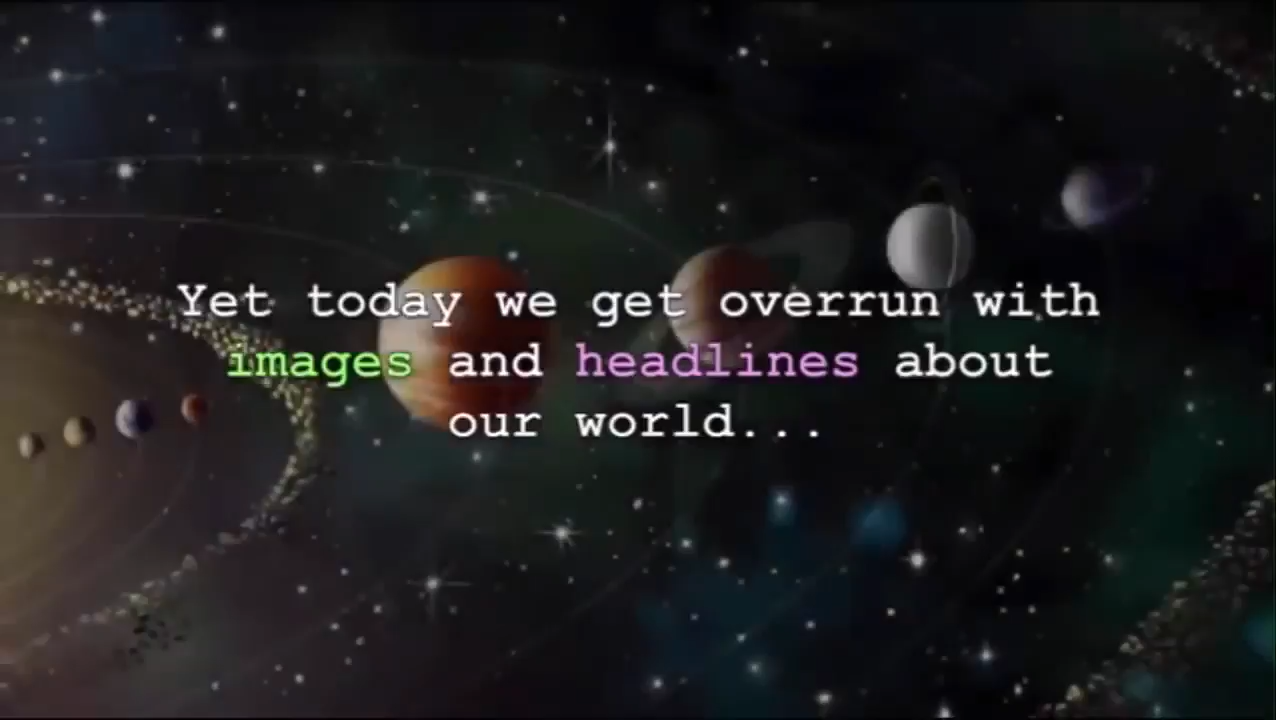 Yet today we get overrun with
images and headlines about
our world...